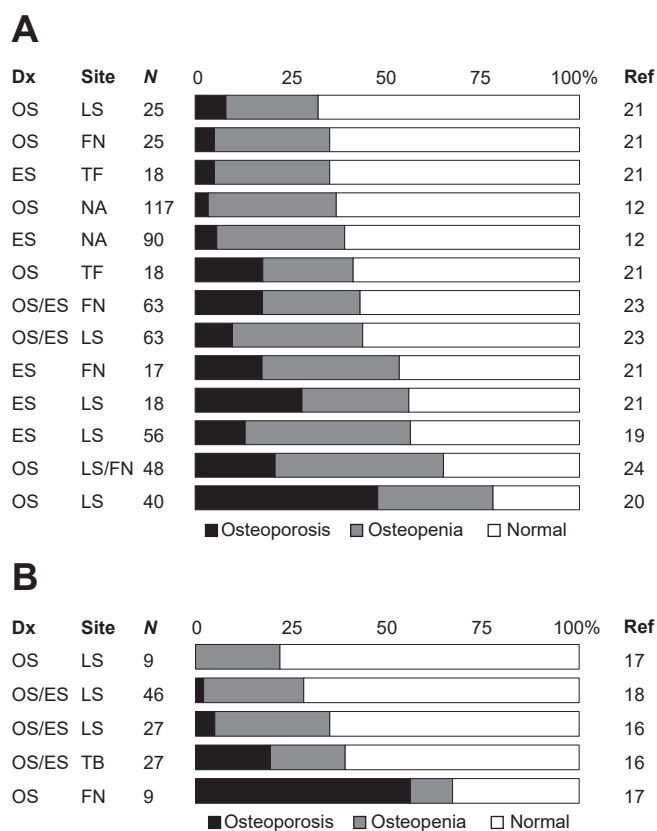 A
Dx Site N 0 25 50 75 100% Ref
OS LS 25 21
OS FN 25 21
ES TF 18 21
OS NA 117 12
ES NA 90 12
OS TF 18 21
OS/ES FN 63 23
OS/ES LS 63 23
ES FN 17 21
ES LS 18 21
ES LS 56 19
OS LS/FN 48 24
OS LS 40 20
Osteoporosis Osteopenia Normal
B
Dx Site N 0 25 50 75 100% Ref
OS LS 9 17
OS/ES LS 46 18
OS/ES LS 27 16
OS/ES TB 27 16
OS FN 9 17
Osteoporosis Osteopenia Normal